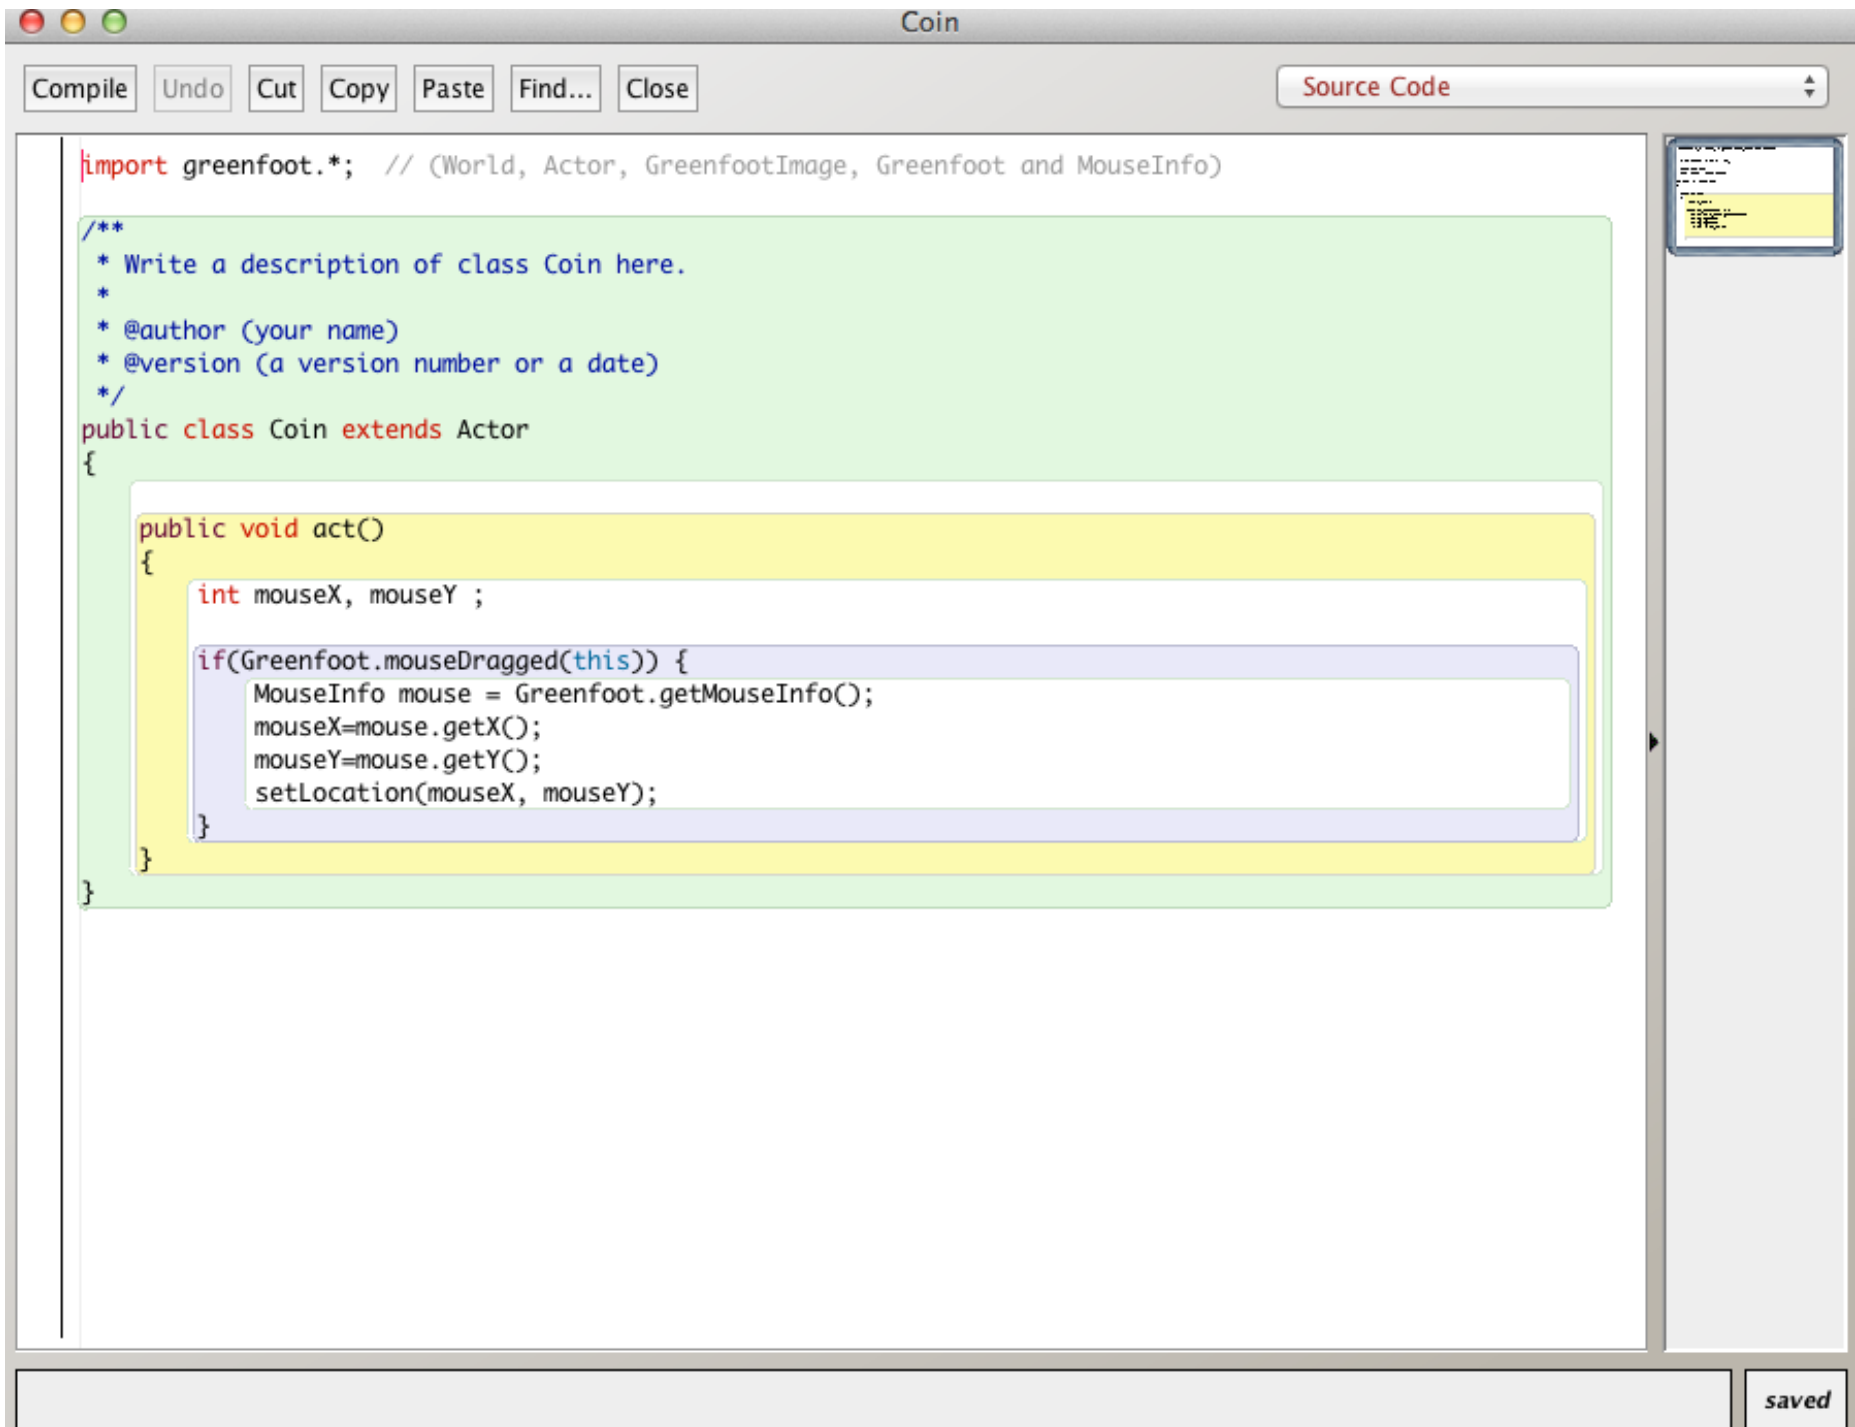 Coin
Compile Undo Cut Copy Paste Find... Close Source Code
import greenfoot.*;  // (World, Actor, GreenfootImage, Greenfoot and MouseInfo)
/**
 * Write a description of class Coin here.
 *
 * @author (your name)
 * @version (a version number or a date)
 */
public class Coin extends Actor
{
    public void act()
    {
        int mouseX, mouseY ;
        if(Greenfoot.mouseDragged(this)) {
            MouseInfo mouse = Greenfoot.getMouseInfo();
            mouseX=mouse.getX();
            mouseY=mouse.getY();
            setLocation(mouseX, mouseY);
        }
    }
}
saved